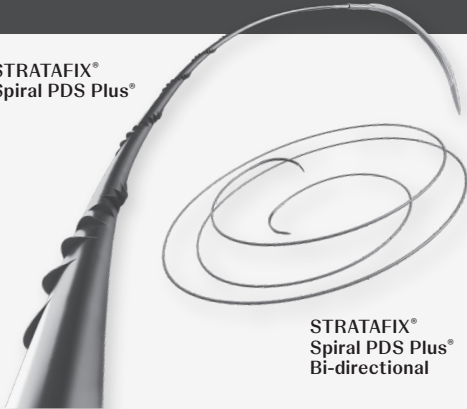 STRATAFIX®
Spiral PDS Plus®
STRATAFIX®
Spiral PDS Plus®
Bi-directional